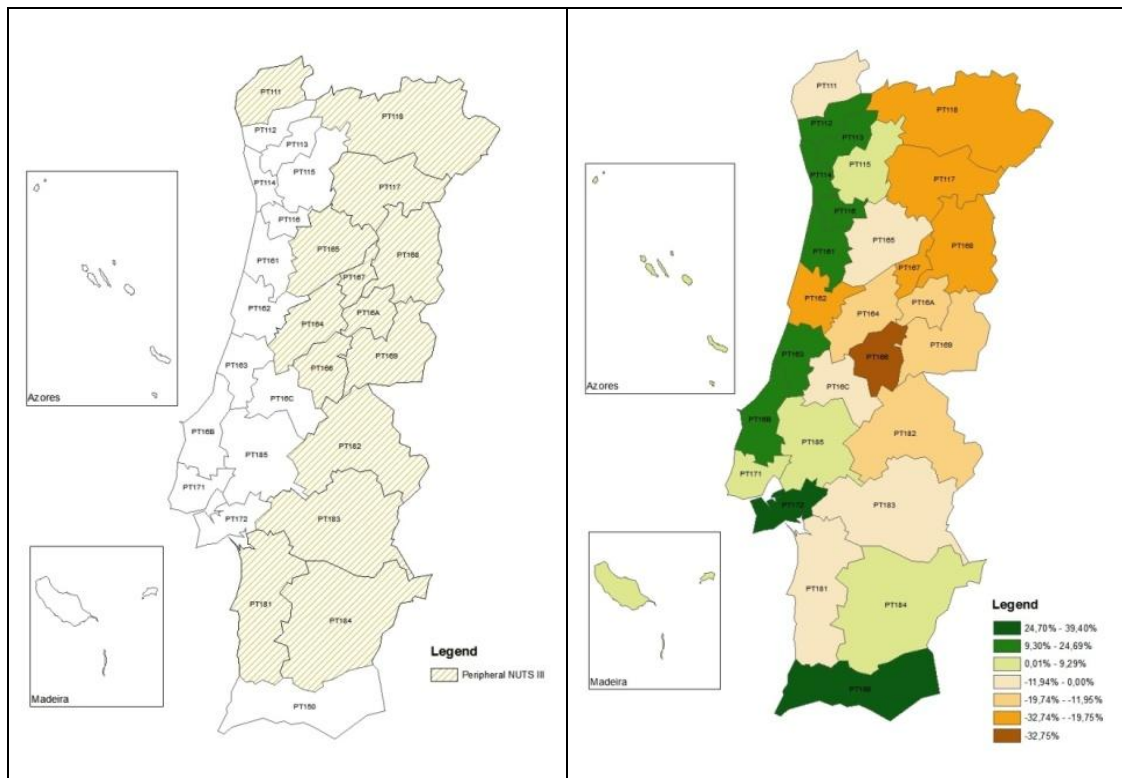 PT111
PT118
PT112
PT113
PT115
PT114
PT117
PT116
PT165
PT168
PT161
PT167
PT162
PT16A
PT164
PT169
PT163
PT166
PT16C
Azores
PT16B
PT182
PT185
PT171
PT172
PT183
PT181
PT184
Legend
Peripheral NUTS III
Madeira
PT150
PT111
PT118
PT112
PT113
PT115
PT114
PT117
PT116
PT165
PT161
PT168
PT167
PT162
PT16A
PT164
PT169
PT163
PT166
PT16C
Azores
PT16B
PT182
PT185
PT171
PT172
PT183
PT181
PT184
Legend
24,70% - 39,40%
9,30% - 24,69%
0,01% - 9,29%
-11,94% - 0,00%
-19,74% - -11,95%
-32,74% - -19,75%
-32,75%
Madeira
PT150